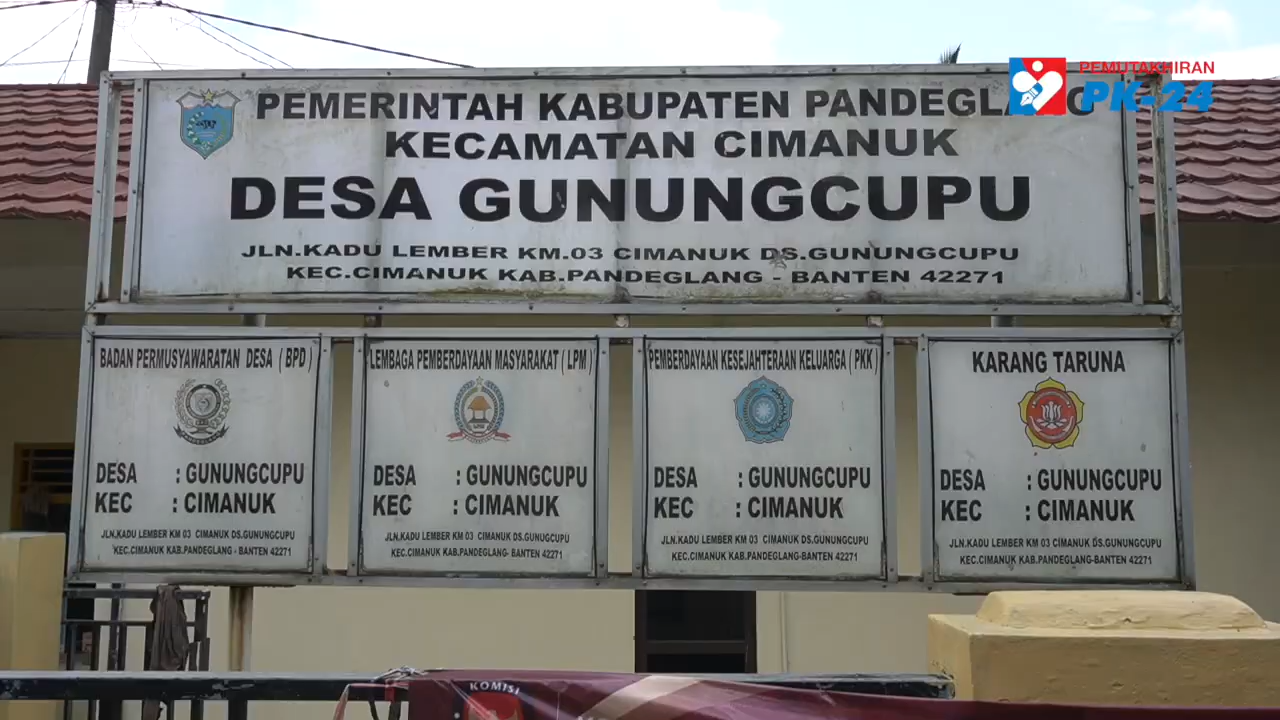 PEMUTAKHIRAN
PK-24
PEMERINTAH KABUPATEN PANDEGLANG
KECAMATAN CIMANUK
DESA GUNUNGCUPU
JLN.KADU LEMBER KM.03 CIMANUK DS.GUNUNGCUPU
KEC.CIMANUK KAB.PANDEGLANG - BANTEN 42271
BADAN PERMUSYAWARATAN DESA ( BPD )
DESA : GUNUNGCUPU
KEC : CIMANUK
JLN.KADU LEMBER KM 03 CIMANUK DS.GUNUNGCUPU
KEC.CIMANUK KAB.PANDEGLANG - BANTEN 42271
LEMBAGA PEMBERDAYAAN MASYARAKAT ( LPM )
DESA : GUNUNGCUPU
KEC : CIMANUK
JLN.KADU LEMBER KM 03 CIMANUK DS.GUNUGCUPU
KEC.CIMANUK KAB.PANDEGLANG- BANTEN 42271
PEMBERDAYAAN KESEJAHTERAAN KELUARGA ( PKK )
DESA : GUNUNGCUPU
KEC : CIMANUK
JLN.KADU LEMBER KM 03 CIMANUK DS.GUNUNGCUPU
KEC.CIMANUK KAB.PANDEGLANG-BANTEN 42271
KARANG TARUNA
DESA : GUNUNGCUPU
KEC : CIMANUK
JLN.KADU LEMBER KM 03 CIMANUK DS.GUNUNGCUPU
KEC.CIMANUK KAB.PANDEGLANG-BANTEN 42271
KOMISI